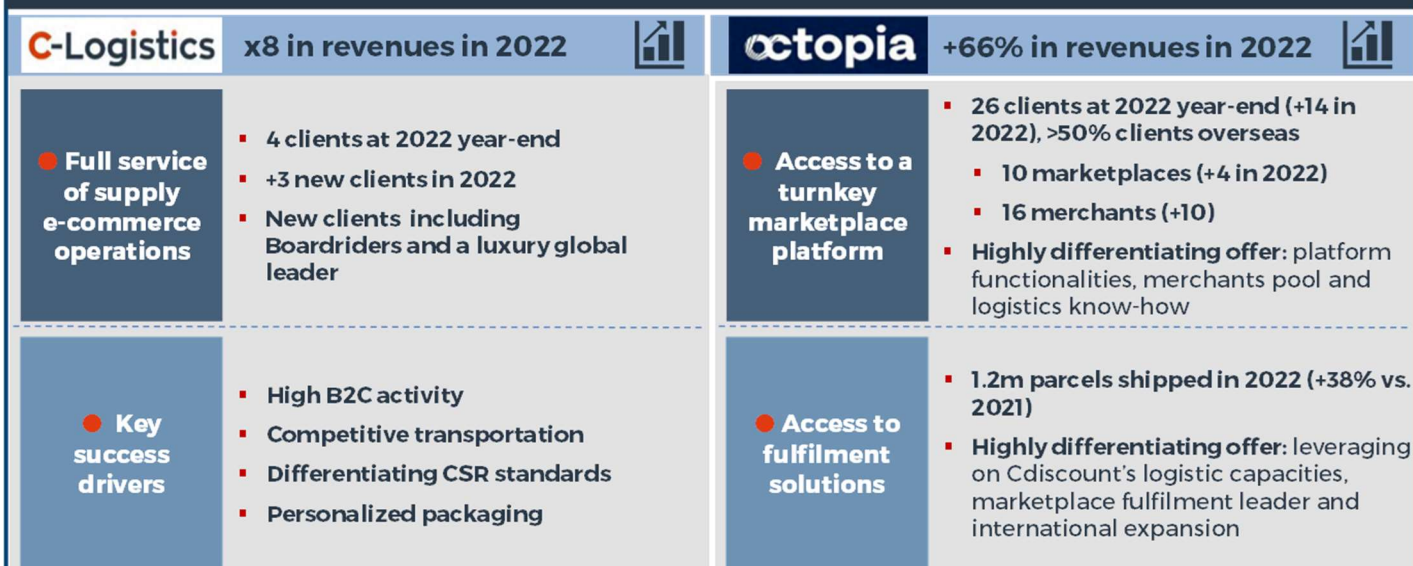 C-Logistics
x8 in revenues in 2022
Full service
of supply
e-commerce
operations
▪ 4 clients at 2022 year-end
▪ +3 new clients in 2022
▪ New clients including
Boardriders and a luxury global
leader
Key
success
drivers
▪ High B2C activity
▪ Competitive transportation
▪ Differentiating CSR standards
▪ Personalized packaging
octopia
+66% in revenues in 2022
Access to a
turnkey
marketplace
platform
▪ 26 clients at 2022 year-end (+14 in
2022), >50% clients overseas
▪ 10 marketplaces (+4 in 2022)
▪ 16 merchants (+10)
▪ Highly differentiating offer: platform
functionalities, merchants pool and
logistics know-how
Access to
fulfilment
solutions
▪ 1.2m parcels shipped in 2022 (+38% vs.
2021)
▪ Highly differentiating offer: leveraging
on Cdiscount's logistic capacities,
marketplace fulfilment leader and
international expansion